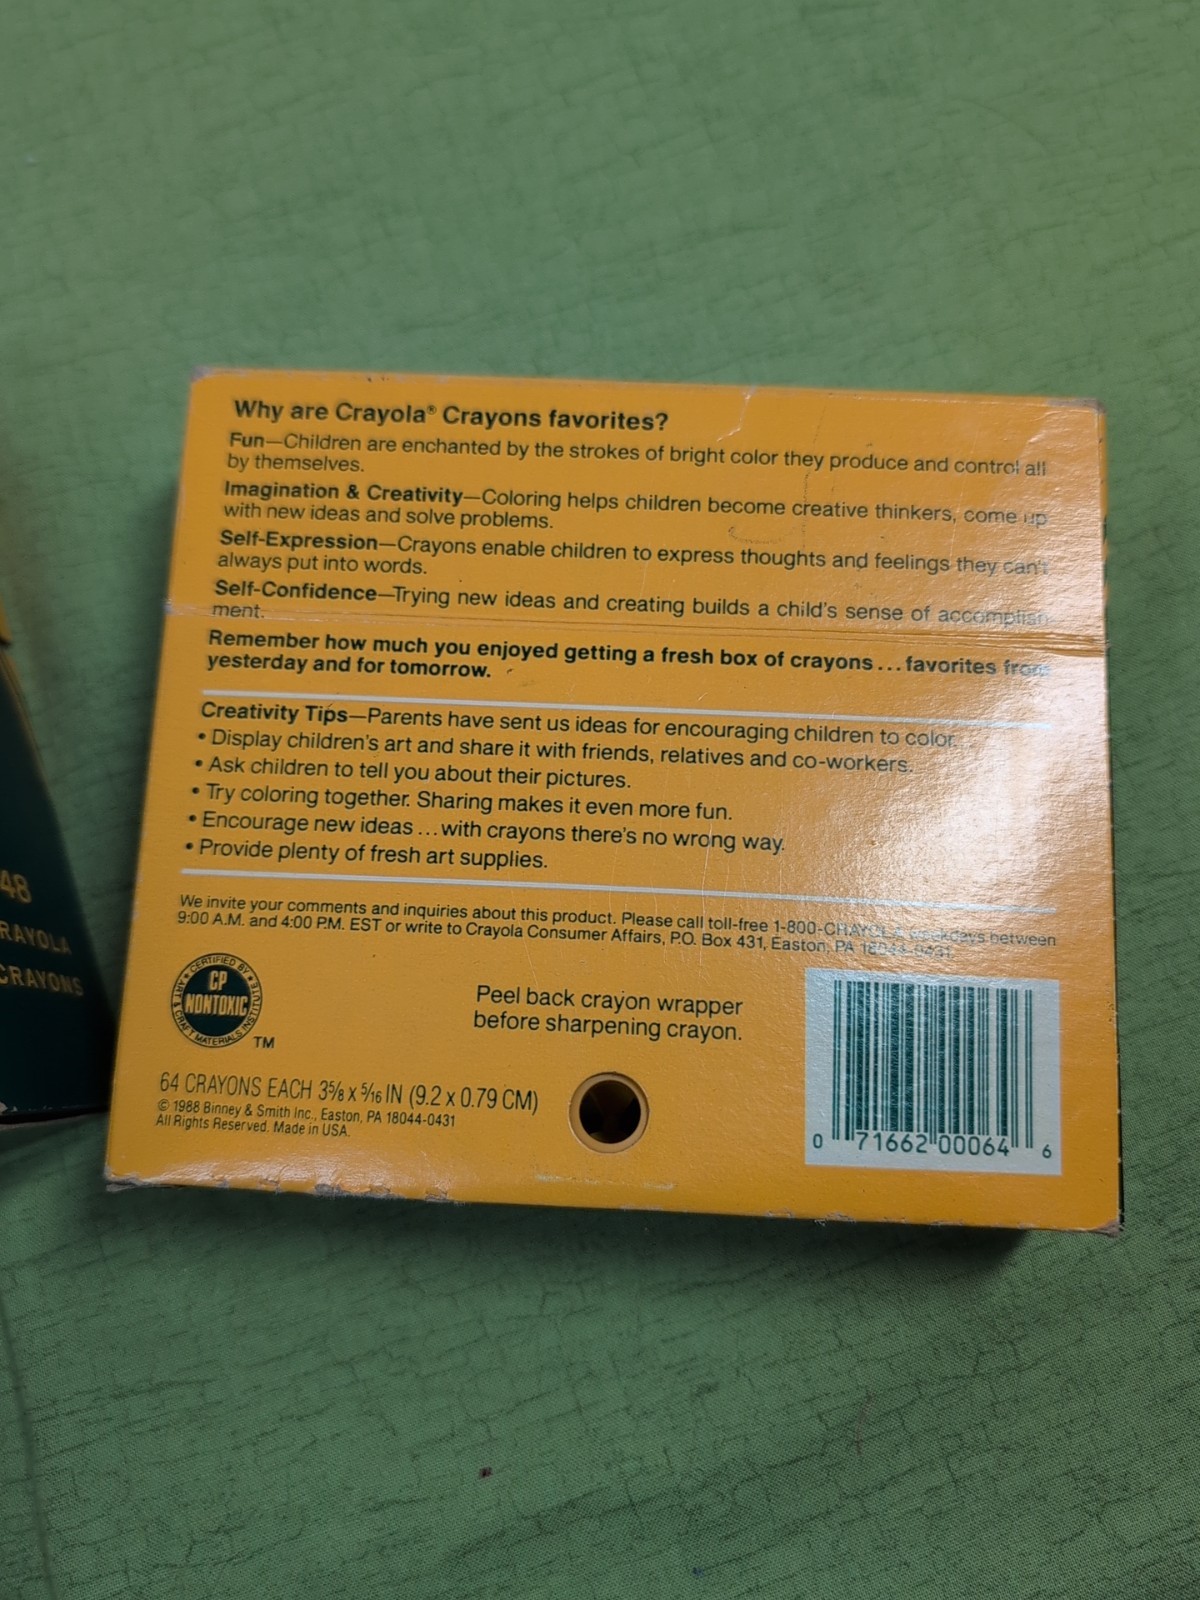 Why are Crayola® Crayons favorites?
Fun—Children are enchanted by the strokes of bright color they produce and control all
by themselves.
Imagination & Creativity—Coloring helps children become creative thinkers, come up
with new ideas and solve problems.
Self-Expression—Crayons enable children to express thoughts and feelings they can't
always put into words.
Self-Confidence—Trying new ideas and creating builds a child's sense of accomplish-
ment.
Remember how much you enjoyed getting a fresh box of crayons...favorites from
yesterday and for tomorrow.
Creativity Tips—Parents have sent us ideas for encouraging children to color.
• Display children's art and share it with friends, relatives and co-workers.
• Ask children to tell you about their pictures.
• Try coloring together. Sharing makes it even more fun.
• Encourage new ideas...with crayons there's no wrong way.
• Provide plenty of fresh art supplies.
We invite your comments and inquiries about this product. Please call toll-free 1-800-CRAYOLA weekdays between
9:00 A.M. and 4:00 P.M. EST or write to Crayola Consumer Affairs, P.O. Box 431, Easton, PA 18044-0431.
CERTIFIED BY
CP
NONTOXIC
ART & CRAFT MATERIALS INSTITUTE
TM
Peel back crayon wrapper
before sharpening crayon.
64 CRAYONS EACH 3⅝ x 5/16 IN (9.2 x 0.79 CM)
© 1988 Binney & Smith Inc., Easton, PA 18044-0431
All Rights Reserved. Made in USA.
0 71662 00064 6
48
RAYOLA
CRAYONS